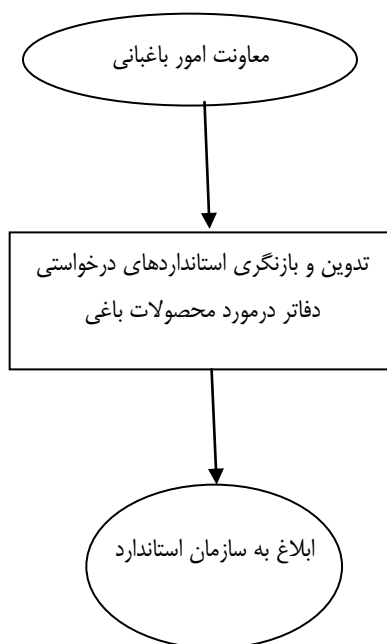 معاونت امور باغبانی
تدوین و بازنگری استانداردهای درخواستی
دفاتر درمورد محصولات باغی
ابلاغ به سازمان استاندارد